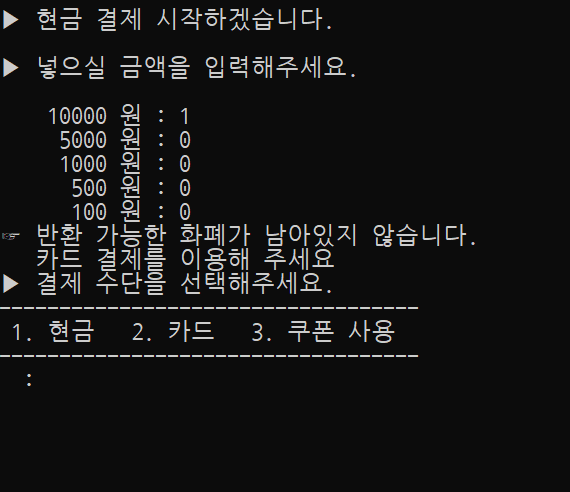 ▶ 현금 결제 시작하겠습니다.
▶ 넣으실 금액을 입력해주세요.
10000 원 : 1
5000 원 : 0
1000 원 : 0
500 원 : 0
100 원 : 0
☞ 반환 가능한 화폐가 남아있지 않습니다.
카드 결제를 이용해 주세요
▶ 결제 수단을 선택해주세요.
-----------------------------------
1. 현금 2. 카드 3. 쿠폰 사용
-----------------------------------
: